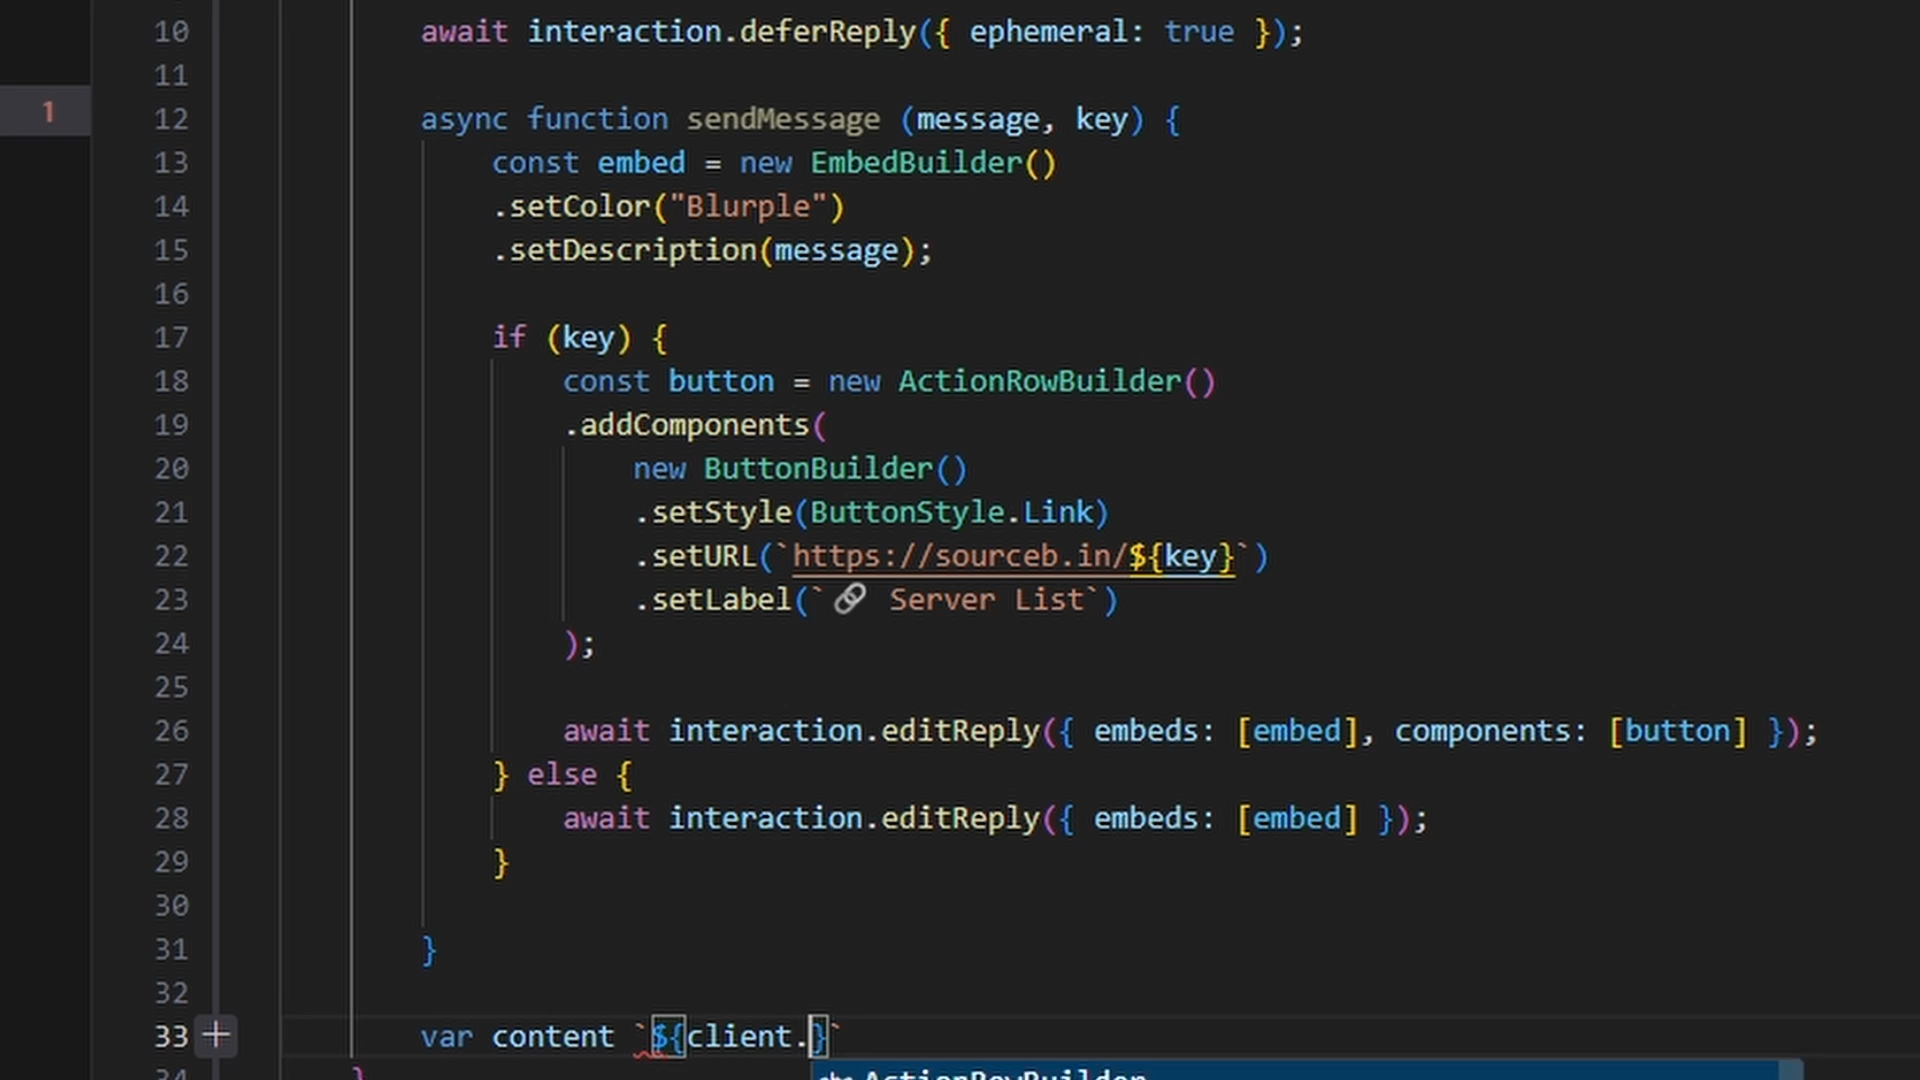 10 await interaction.deferReply({ ephemeral: true });
11
1
12 async function sendMessage (message, key) {
13 const embed = new EmbedBuilder()
14 .setColor("Blurple")
15 .setDescription(message);
16
17 if (key) {
18 const button = new ActionRowBuilder()
19 .addComponents(
20 new ButtonBuilder()
21 .setStyle(ButtonStyle.Link)
22 .setURL(`https://sourceb.in/${key}`)
23 .setLabel(`🔗 Server List`)
24 );
25
26 await interaction.editReply({ embeds: [embed], components: [button] });
27 } else {
28 await interaction.editReply({ embeds: [embed] });
29 }
30
31 }
32
33 var content `${client.}`
34 }
abc ActionRowBuilder